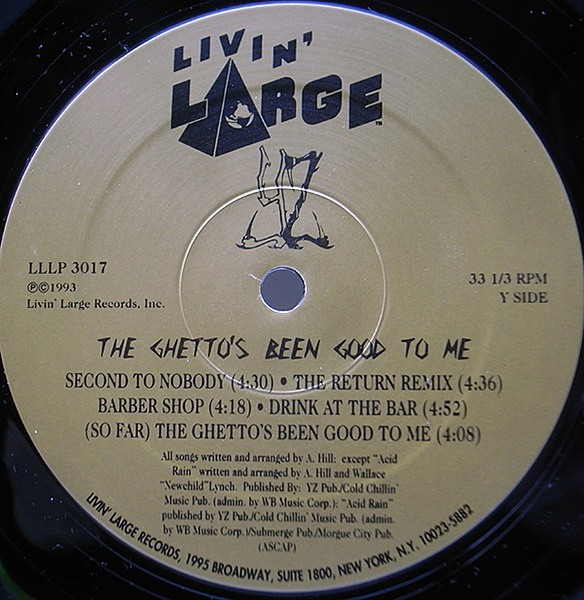 LIVIN'
LARGE™
YZ
LLLP 3017
℗©1993
Livin' Large Records, Inc.
33 1/3 RPM
Y SIDE
THE GHETTO'S BEEN GOOD TO ME
SECOND TO NOBODY (4:30) • THE RETURN REMIX (4:36)
BARBER SHOP (4:18) • DRINK AT THE BAR (4:52)
(SO FAR) THE GHETTO'S BEEN GOOD TO ME (4:08)
All songs written and arranged by A. Hill: except "Acid
Rain" written and arranged by A. Hill and Wallace
"Newchild"Lynch. Published By: YZ Pub./Cold Chillin'
Music Pub. (admin. by WB Music Corp.): "Acid Rain"
published by YZ Pub./Cold Chillin' Music Pub. (admin.
by WB Music Corp.)/Submerge Pub./Morgue City Pub.
(ASCAP)
LIVIN' LARGE RECORDS, 1995 BROADWAY, SUITE 1800, NEW YORK, N.Y. 10023-5882